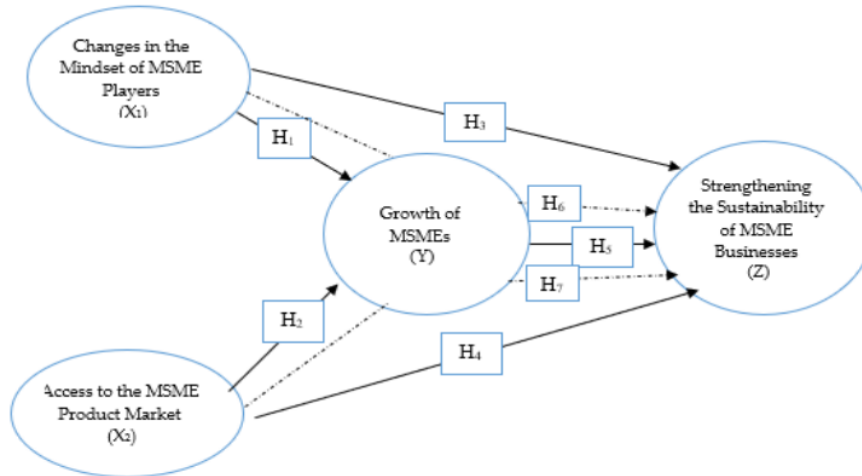 Changes in the
Mindset of MSME
Players
(X₁)
H₃
H₁
Growth of
MSMEs
(Y)
H₆
H₅
H₇
Strengthening
the Sustainability
of MSME
Businesses
(Z)
H₂
H₄
Access to the MSME
Product Market
(X₂)